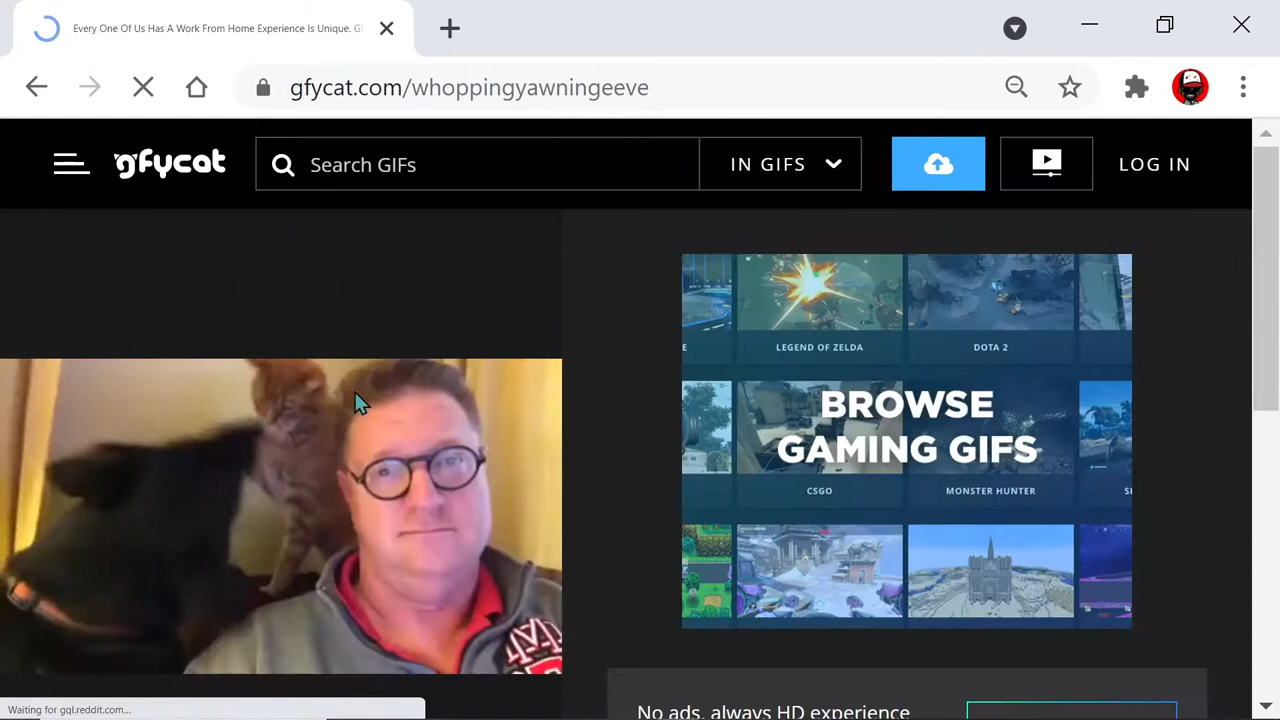 Every One Of Us Has A Work From Home Experience Is Unique.
gfycat.com/whoppingyawningeeve
gfycat
Search GIFs
IN GIFS
LOG IN
E
LEGEND OF ZELDA
DOTA 2
BROWSE
GAMING GIFS
CSGO
MONSTER HUNTER
No ads, always HD experience
Waiting for gql.reddit.com...